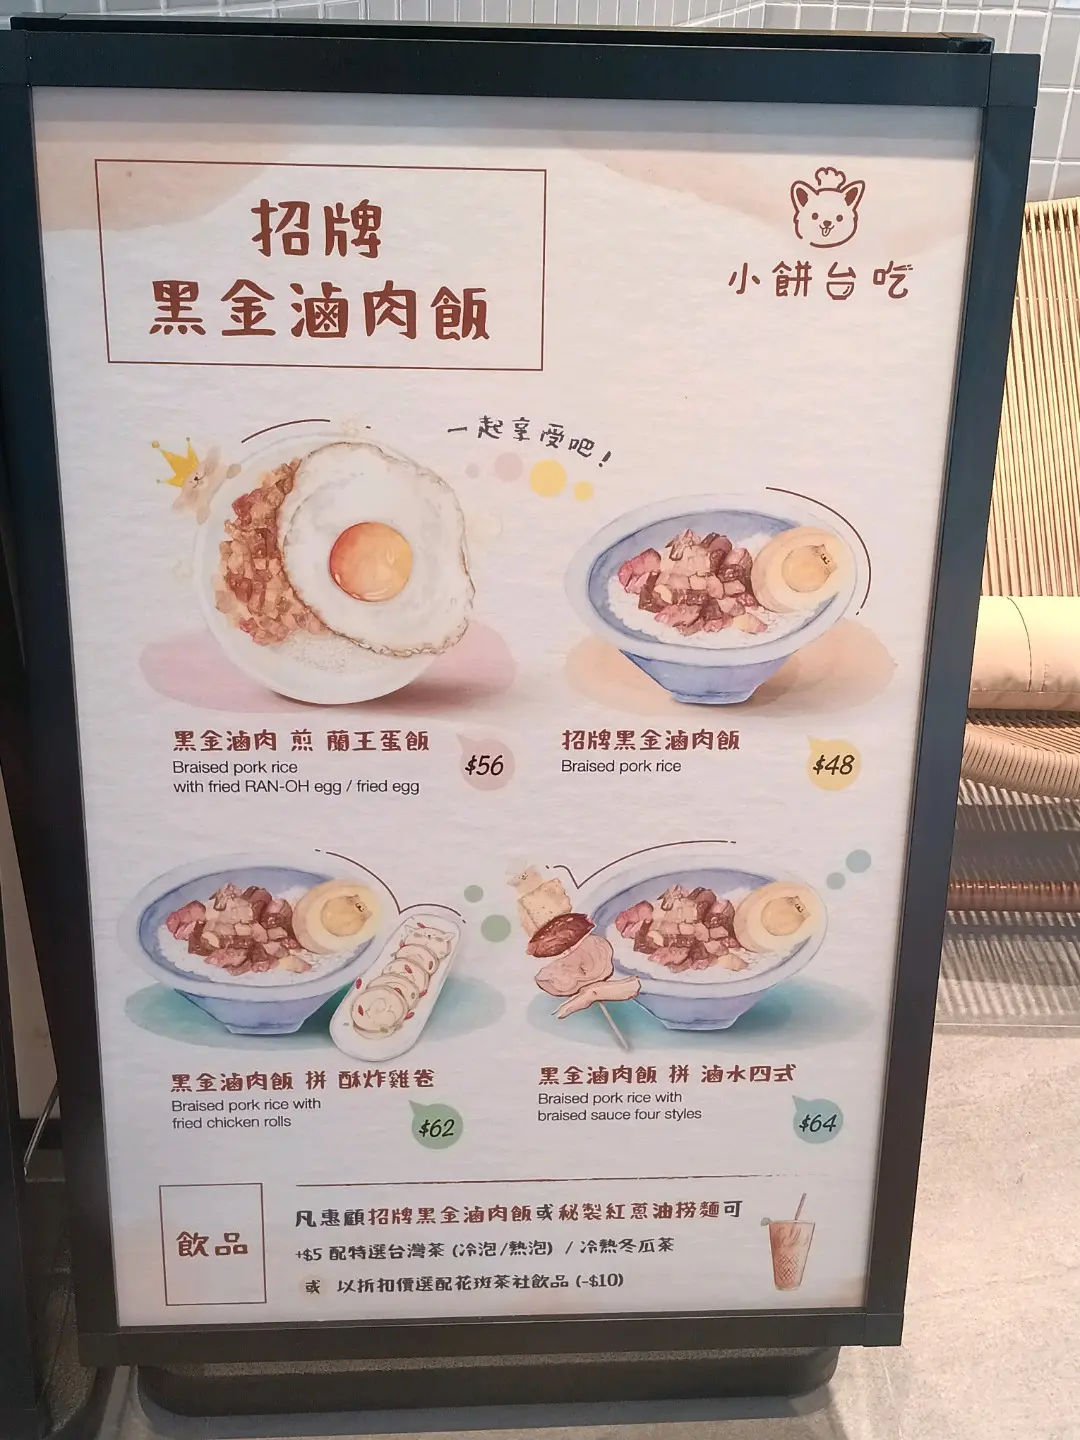 招牌
黑金滷肉飯
小餅台吃
一起享受吧!
黑金滷肉 煎 蘭王蛋飯
Braised pork rice
with fried RAN-OH egg / fried egg
$56
招牌黑金滷肉飯
Braised pork rice
$48
黑金滷肉飯 拼 酥炸雞卷
Braised pork rice with
fried chicken rolls
$62
黑金滷肉飯 拼 滷水四式
Braised pork rice with
braised sauce four styles
$64
飲品
凡惠顧招牌黑金滷肉飯或秘製紅蔥油撈麵可
+$5 配特選台灣茶 (冷泡/熱泡) / 冷熱冬瓜茶
或 以折扣價選配花斑茶社飲品 (-$10)